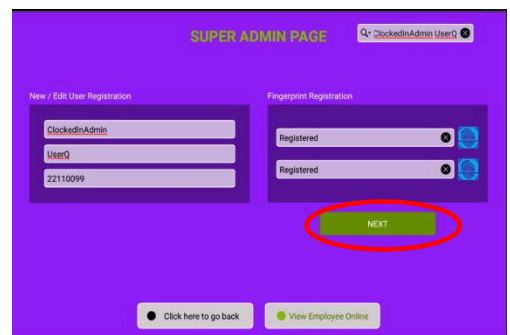 SUPER ADMIN PAGE
ClockedInAdmin UserQ
New / Edit User Registration
Fingerprint Registration
ClockedInAdmin
UserQ
22110099
Registered
Registered
NEXT
Click here to go back
View Employee Online